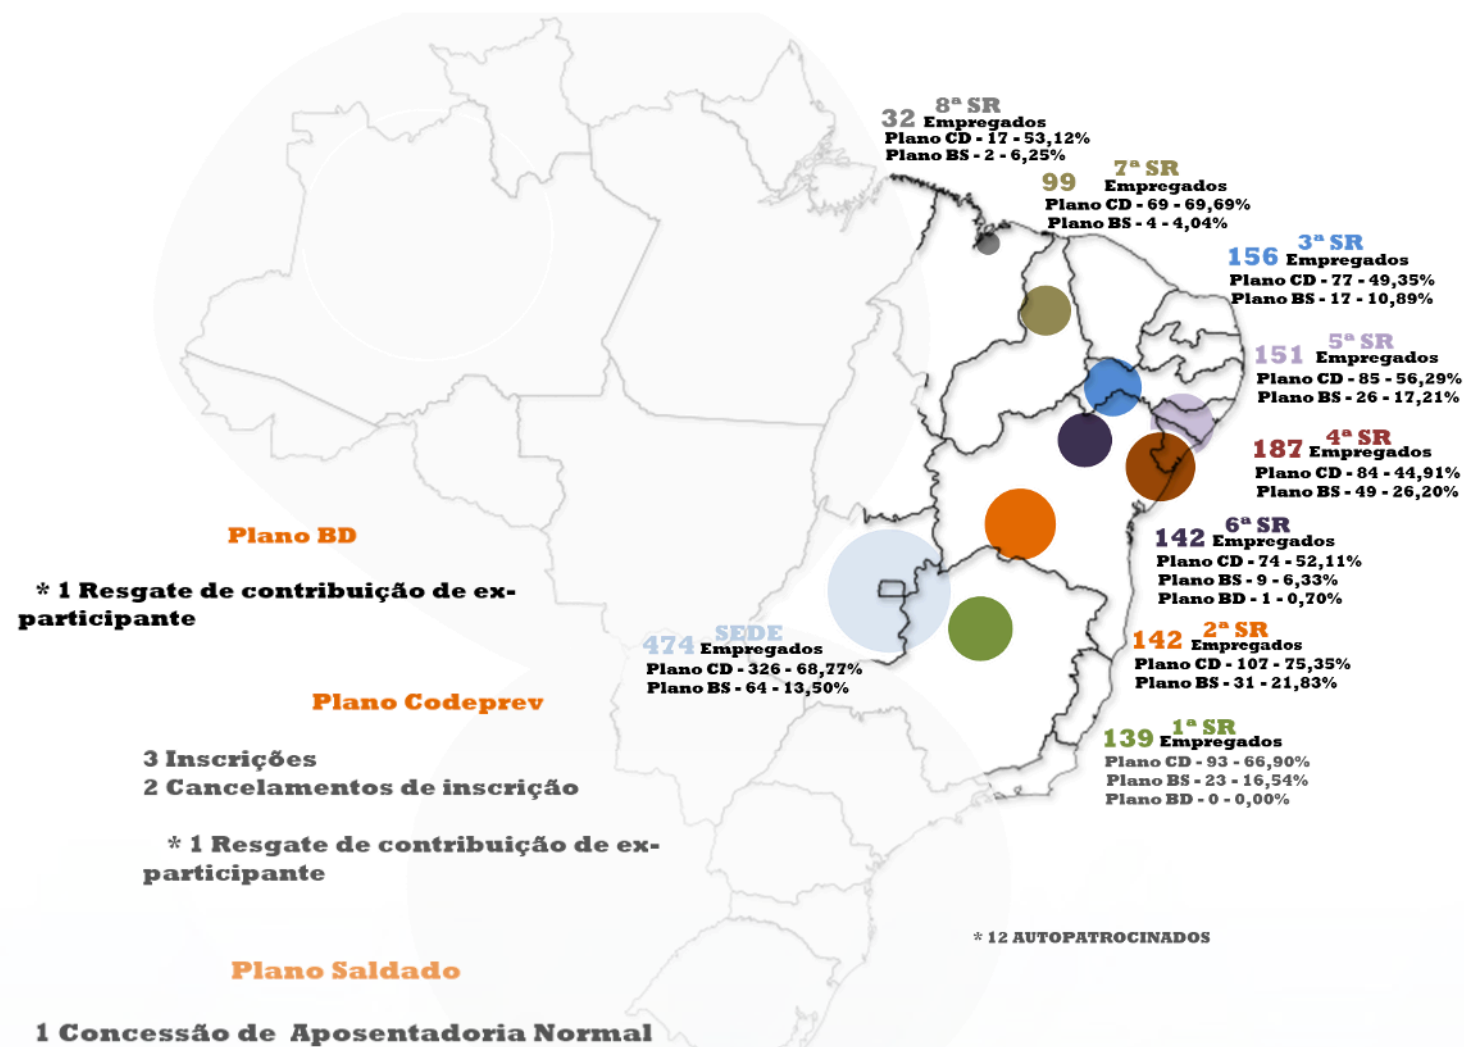 8ª SR
32 Empregados
Plano CD - 17 - 53,12%
Plano BS - 2 - 6,25%
7ª SR
99 Empregados
Plano CD - 69 - 69,69%
Plano BS - 4 - 4,04%
3ª SR
156 Empregados
Plano CD - 77 - 49,35%
Plano BS - 17 - 10,89%
5ª SR
151 Empregados
Plano CD - 85 - 56,29%
Plano BS - 26 - 17,21%
4ª SR
187 Empregados
Plano CD - 84 - 44,91%
Plano BS - 49 - 26,20%
6ª SR
142 Empregados
Plano CD - 74 - 52,11%
Plano BS - 9 - 6,33%
Plano BD - 1 - 0,70%
2ª SR
142 Empregados
Plano CD - 107 - 75,35%
Plano BS - 31 - 21,83%
1ª SR
139 Empregados
Plano CD - 93 - 66,90%
Plano BS - 23 - 16,54%
Plano BD - 0 - 0,00%
SEDE
474 Empregados
Plano CD - 326 - 68,77%
Plano BS - 64 - 13,50%
Plano BD
* 1 Resgate de contribuição de ex-
participante
Plano Codeprev
3 Inscrições
2 Cancelamentos de inscrição
* 1 Resgate de contribuição de ex-
participante
* 12 AUTOPATROCINADOS
Plano Saldado
1 Concessão de Aposentadoria Normal